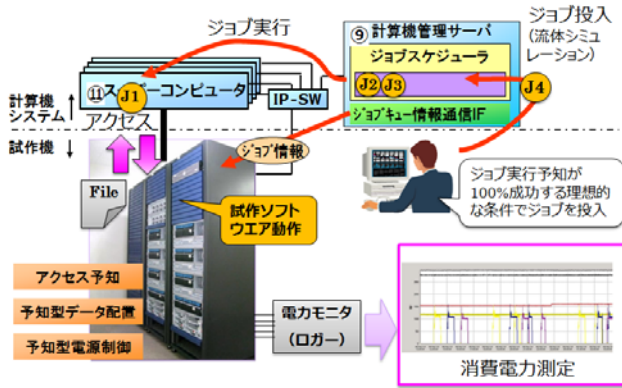 ジョブ実行
⑨計算機管理サーバ
ジョブスケジューラ
J2 J3
ジョブキュー情報通信IF
ジョブ投入
(流体シミュ
レーション)
J4
⑪スーパーコンピュータ
J1
IP-SW
計算機
システム
アクセス
試作機
ジョブ情報
File
試作ソフト
ウエア動作
ジョブ実行予知が
100%成功する理想的
な条件でジョブを投入
アクセス予知
予知型データ配置
予知型電源制御
電力モニタ
(ロガー)
消費電力測定